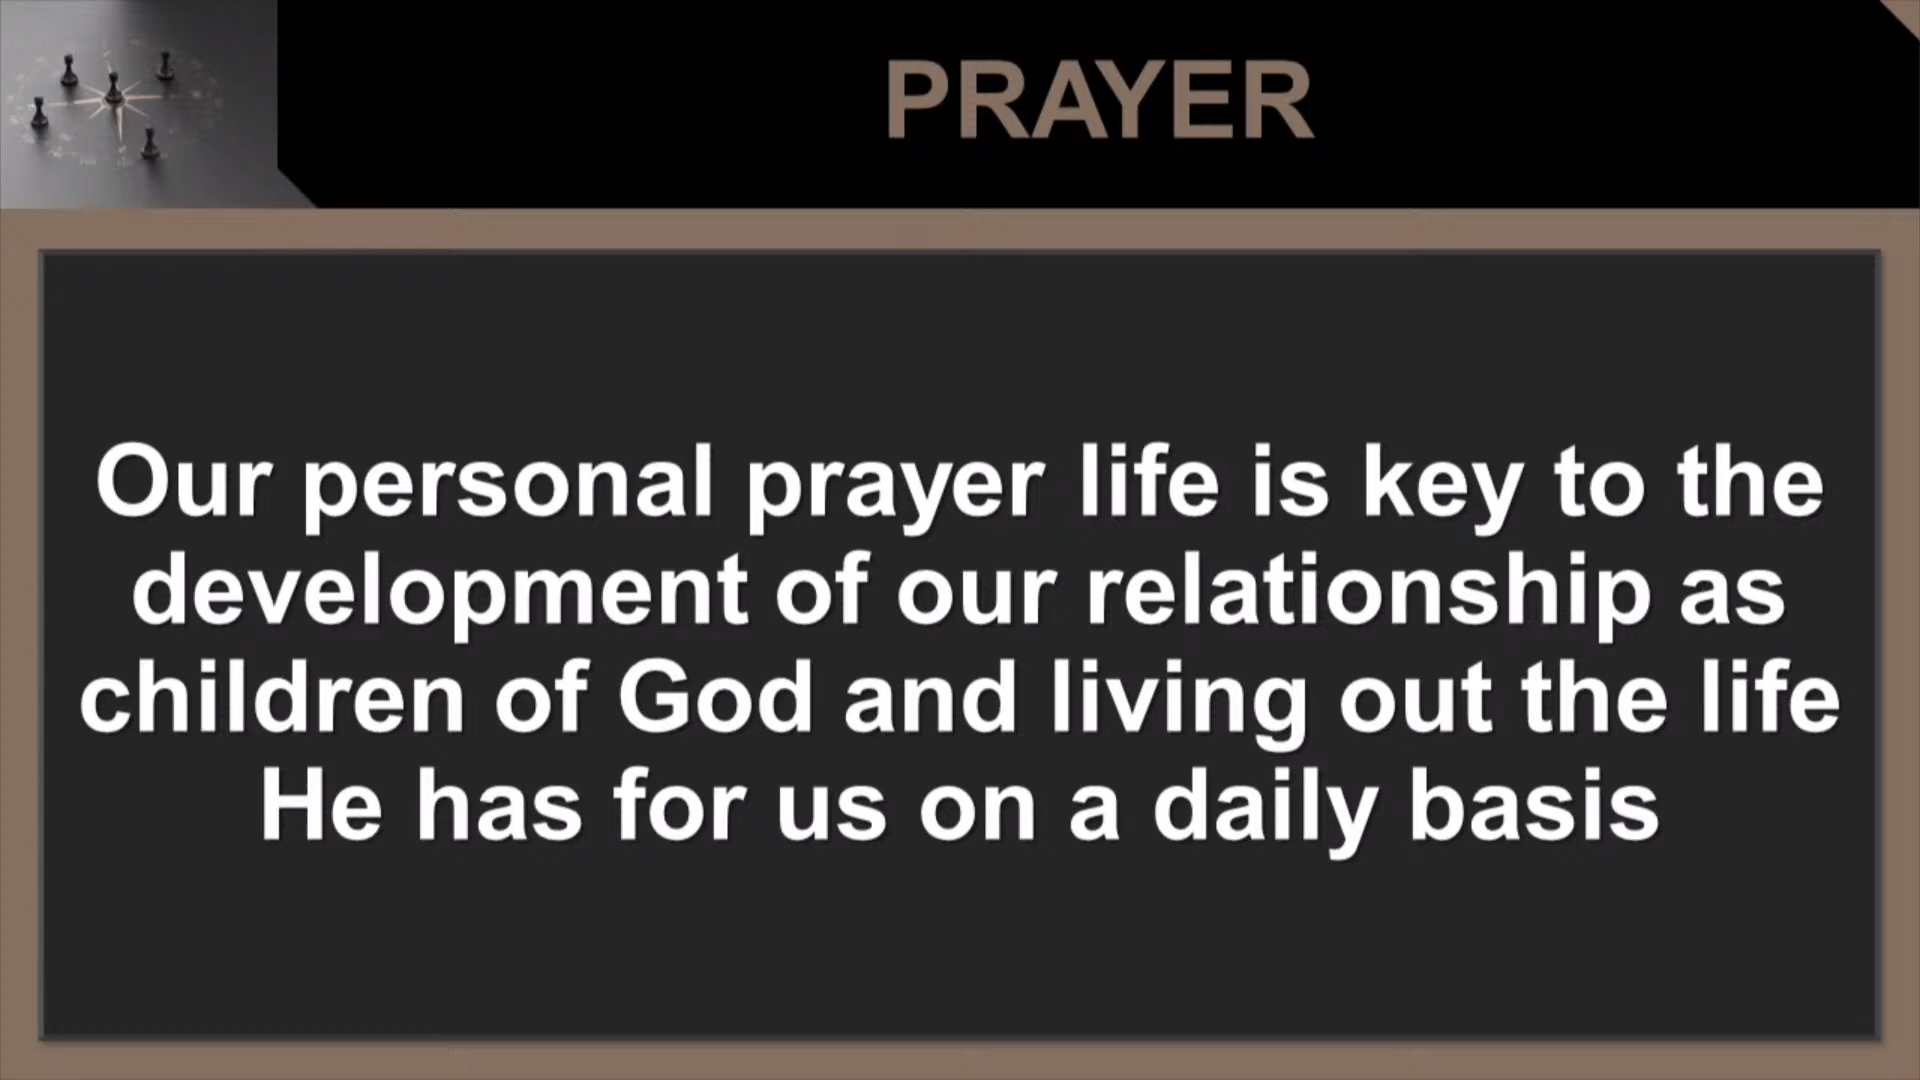 PRAYER
Our personal prayer life is key to the
development of our relationship as
children of God and living out the life
He has for us on a daily basis